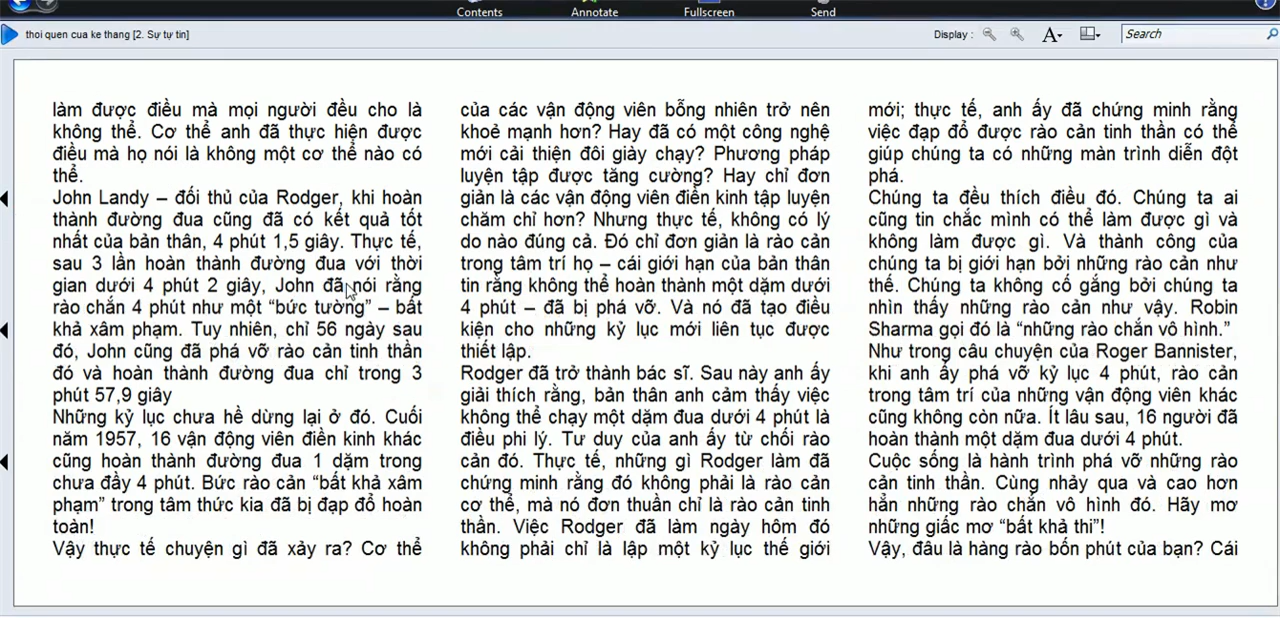 Contents
Annotate
Fullscreen
Send
thoi quen cua ke thang [2. Sự tự tin]
Display :
A
Search
làm được điều mà mọi người đều cho là
không thể. Cơ thể anh đã thực hiện được
điều mà họ nói là không một cơ thể nào có
thể.
John Landy – đối thủ của Rodger, khi hoàn
thành đường đua cũng đã có kết quả tốt
nhất của bản thân, 4 phút 1,5 giây. Thực tế,
sau 3 lần hoàn thành đường đua với thời
gian dưới 4 phút 2 giây, John đã nói rằng
rào chắn 4 phút như một “bức tường” – bất
khả xâm phạm. Tuy nhiên, chỉ 56 ngày sau
đó, John cũng đã phá vỡ rào cản tinh thần
đó và hoàn thành đường đua chỉ trong 3
phút 57,9 giây
Những kỷ lục chưa hề dừng lại ở đó. Cuối
năm 1957, 16 vận động viên điền kinh khác
cũng hoàn thành đường đua 1 dặm trong
chưa đầy 4 phút. Bức rào cản “bất khả xâm
phạm” trong tâm thức kia đã bị đạp đổ hoàn
toàn!
Vậy thực tế chuyện gì đã xảy ra? Cơ thể
của các vận động viên bỗng nhiên trở nên
khoẻ mạnh hơn? Hay đã có một công nghệ
mới cải thiện đôi giày chạy? Phương pháp
luyện tập được tăng cường? Hay chỉ đơn
giản là các vận động viên điền kinh tập luyện
chăm chỉ hơn? Nhưng thực tế, không có lý
do nào đúng cả. Đó chỉ đơn giản là rào cản
trong tâm trí họ – cái giới hạn của bản thân
tin rằng không thể hoàn thành một dặm dưới
4 phút – đã bị phá vỡ. Và nó đã tạo điều
kiện cho những kỷ lục mới liên tục được
thiết lập.
Rodger đã trở thành bác sĩ. Sau này anh ấy
giải thích rằng, bản thân anh cảm thấy việc
không thể chạy một dặm đua dưới 4 phút là
điều phi lý. Tư duy của anh ấy từ chối rào
cản đó. Thực tế, những gì Rodger làm đã
chứng minh rằng đó không phải là rào cản
cơ thể, mà nó đơn thuần chỉ là rào cản tinh
thần. Việc Rodger đã làm ngày hôm đó
không phải chỉ là lập một kỷ lục thế giới
mới; thực tế, anh ấy đã chứng minh rằng
việc đạp đổ được rào cản tinh thần có thể
giúp chúng ta có những màn trình diễn đột
phá.
Chúng ta đều thích điều đó. Chúng ta ai
cũng tin chắc mình có thể làm được gì và
không làm được gì. Và thành công của
chúng ta bị giới hạn bởi những rào cản như
thế. Chúng ta không cố gắng bởi chúng ta
nhìn thấy những rào cản như vậy. Robin
Sharma gọi đó là “những rào chắn vô hình.”
Như trong câu chuyện của Roger Bannister,
khi anh ấy phá vỡ kỷ lục 4 phút, rào cản
trong tâm trí của những vận động viên khác
cũng không còn nữa. Ít lâu sau, 16 người đã
hoàn thành một dặm đua dưới 4 phút.
Cuộc sống là hành trình phá vỡ những rào
cản tinh thần. Cùng nhảy qua và cao hơn
hẳn những rào chắn vô hình đó. Hãy mơ
những giấc mơ “bất khả thi”!
Vậy, đâu là hàng rào bốn phút của bạn? Cái